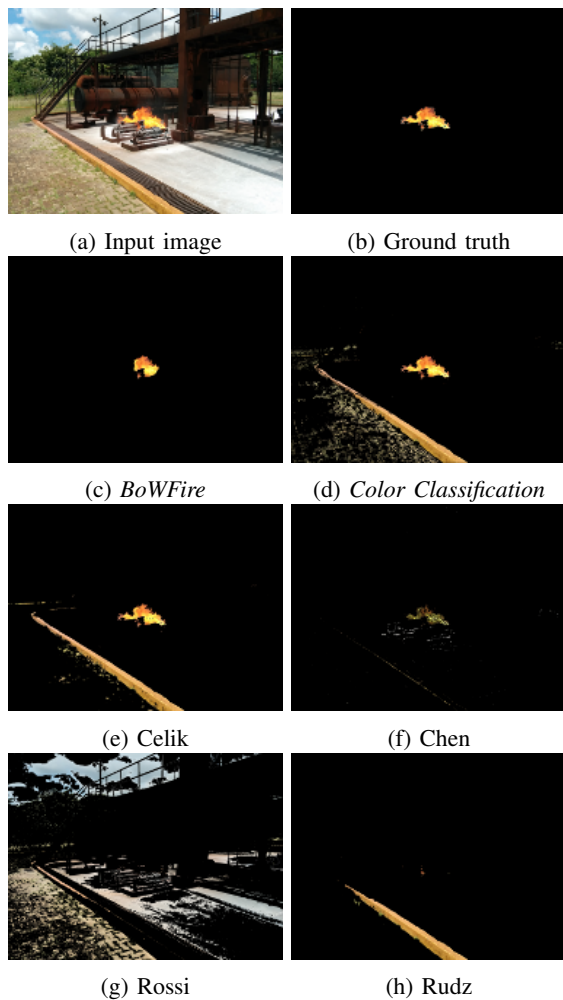 (a) Input image
(b) Ground truth
(c) BoWFire
(d) Color Classification
(e) Celik
(f) Chen
(g) Rossi
(h) Rudz